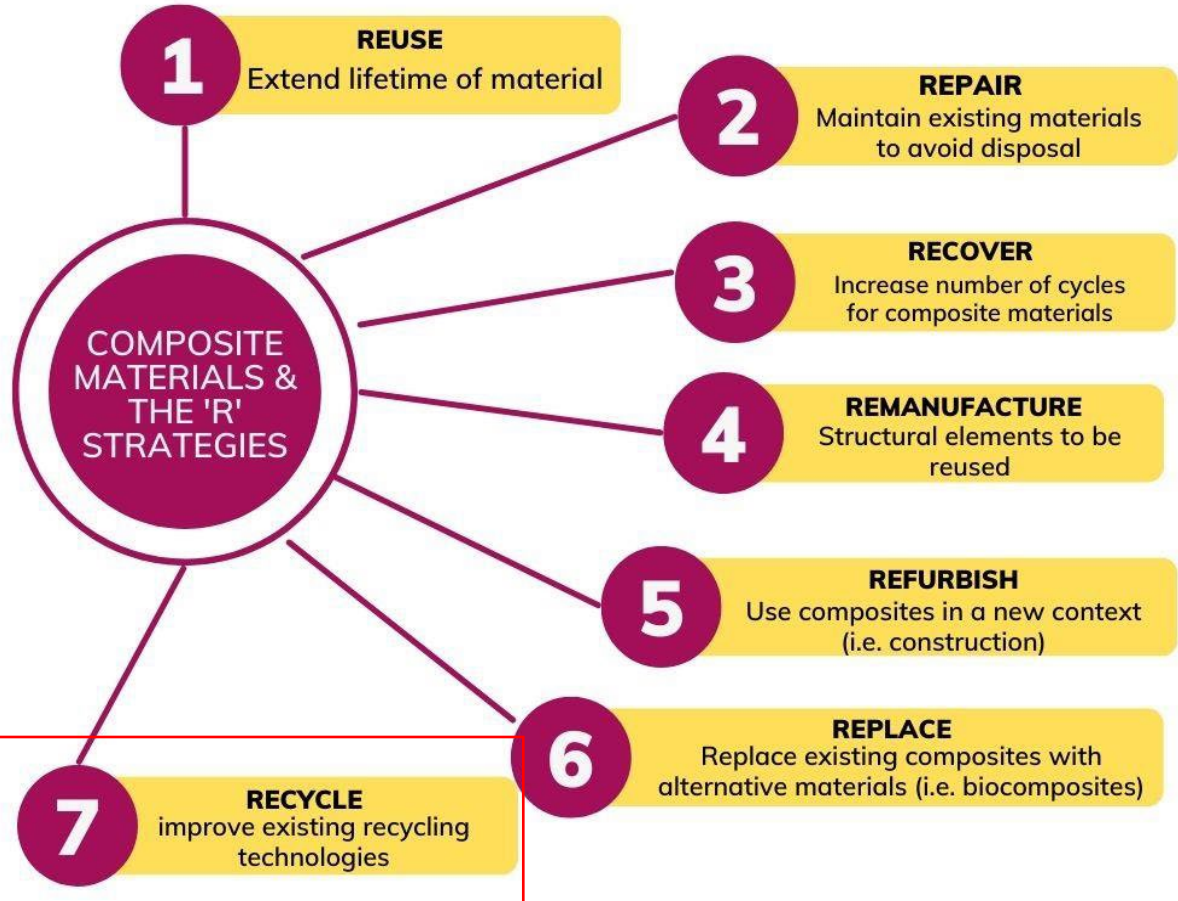 1
REUSE
Extend lifetime of material
2
REPAIR
Maintain existing materials
to avoid disposal
3
RECOVER
Increase number of cycles
for composite materials
COMPOSITE
MATERIALS &
THE 'R'
STRATEGIES
4
REMANUFACTURE
Structural elements to be
reused
5
REFURBISH
Use composites in a new context
(i.e. construction)
6
REPLACE
Replace existing composites with
alternative materials (i.e. biocomposites)
7
RECYCLE
improve existing recycling
technologies